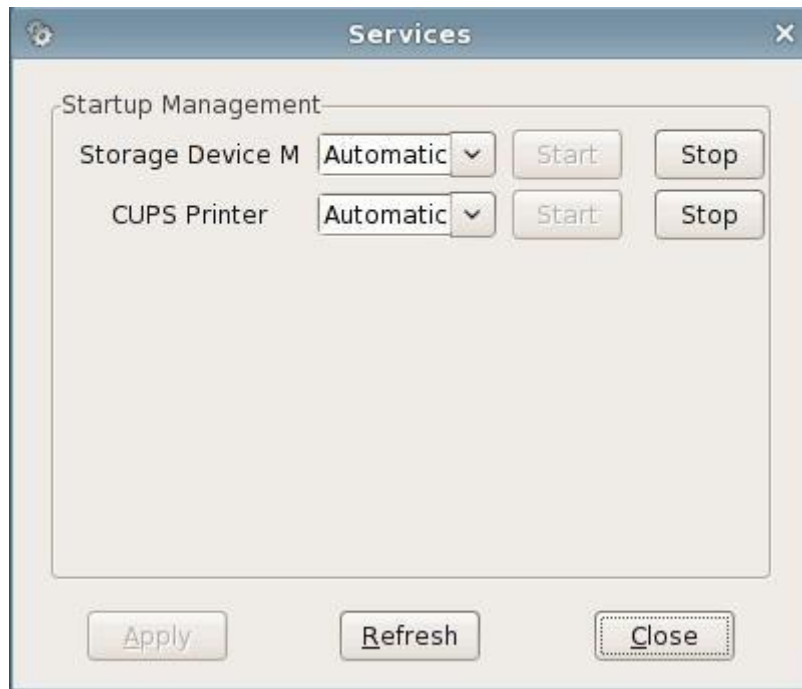 Services
Startup Management
Storage Device M Automatic Start Stop
CUPS Printer Automatic Start Stop
Apply Refresh Close